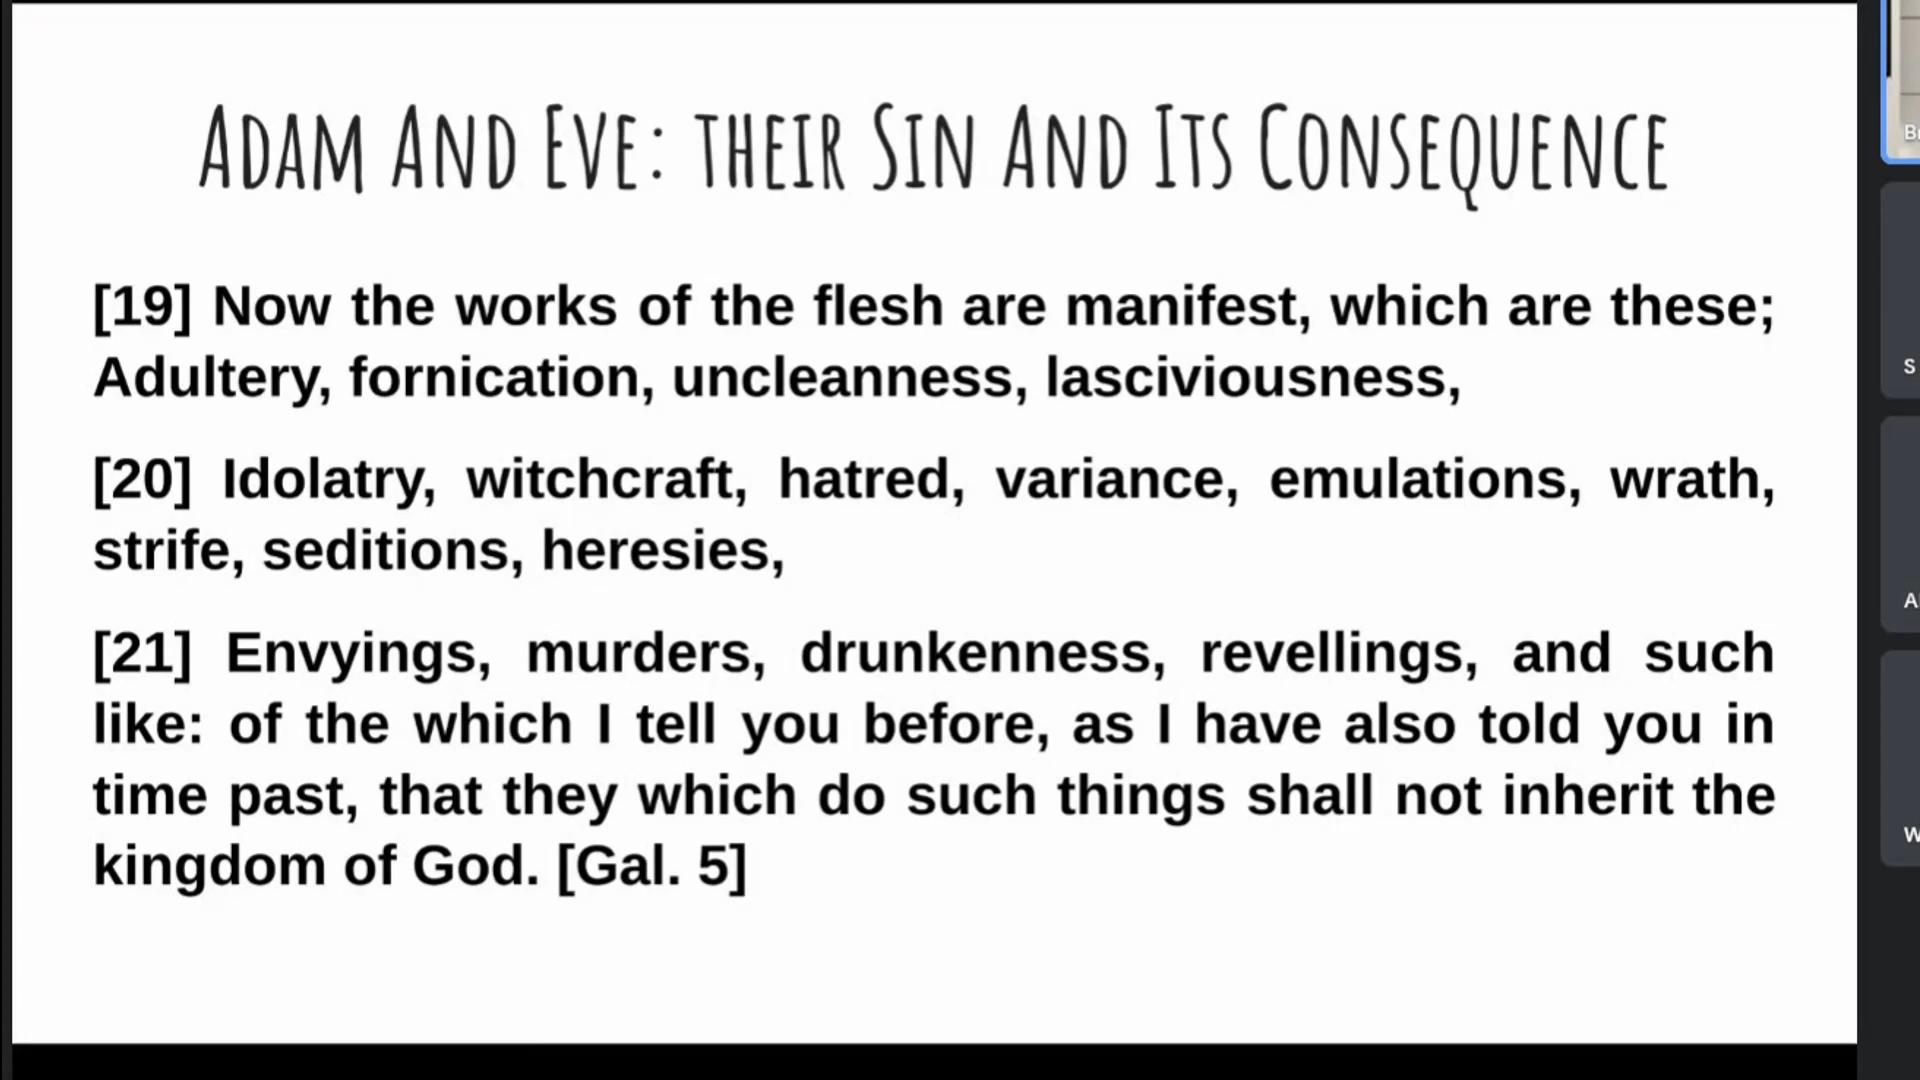 Adam And Eve: their Sin And Its Consequence
[19] Now the works of the flesh are manifest, which are these;
Adultery, fornication, uncleanness, lasciviousness,
[20] Idolatry, witchcraft, hatred, variance, emulations, wrath,
strife, seditions, heresies,
[21] Envyings, murders, drunkenness, revellings, and such
like: of the which I tell you before, as I have also told you in
time past, that they which do such things shall not inherit the
kingdom of God. [Gal. 5]
S